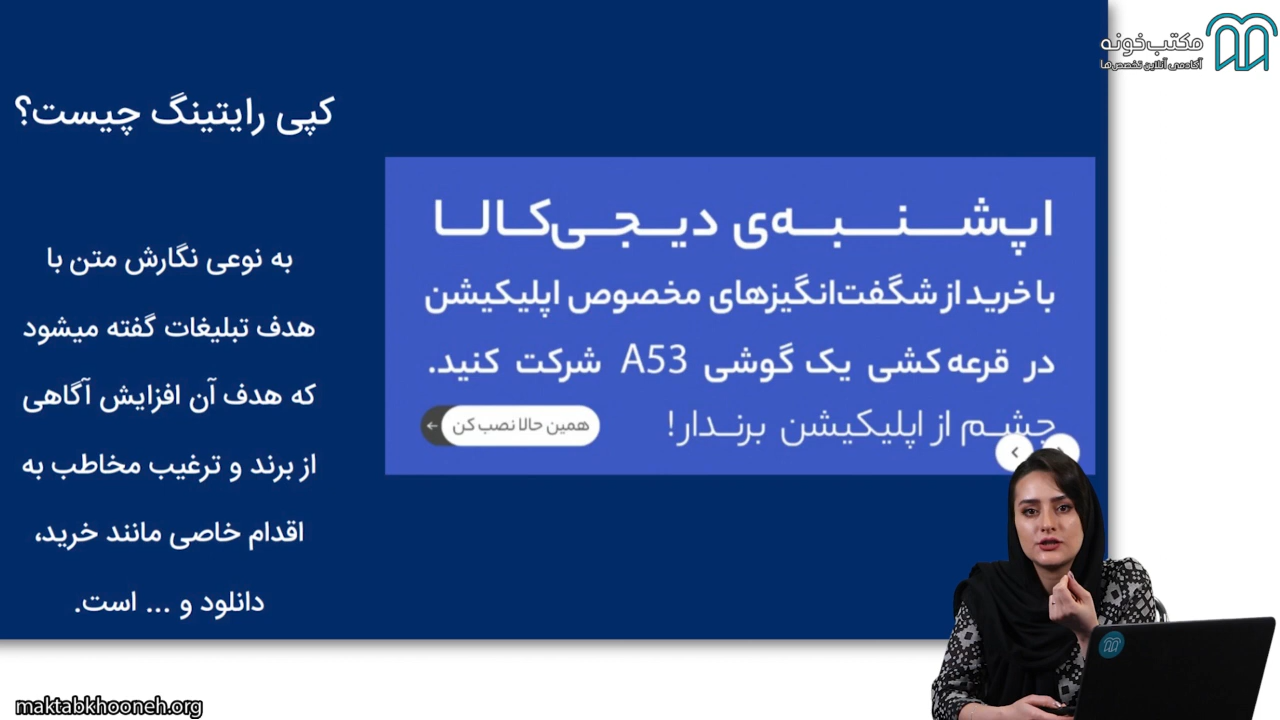 مکتب‌خونه
آکادمی آنلاین تخصص‌ها
کپی رایتینگ چیست؟
به نوعی نگارش متن با
هدف تبلیغات گفته میشود
که هدف آن افزایش آگاهی
از برند و ترغیب مخاطب به
اقدام خاصی مانند خرید،
دانلود و ... است.
اپ‌شنبه‌ی دیجی‌کالا
با خرید از شگفت‌انگیزهای مخصوص اپلیکیشن
در قرعه کشی یک گوشی A53 شرکت کنید.
چشم از اپلیکیشن برندار!
همین حالا نصب کن
maktabkhooneh.org